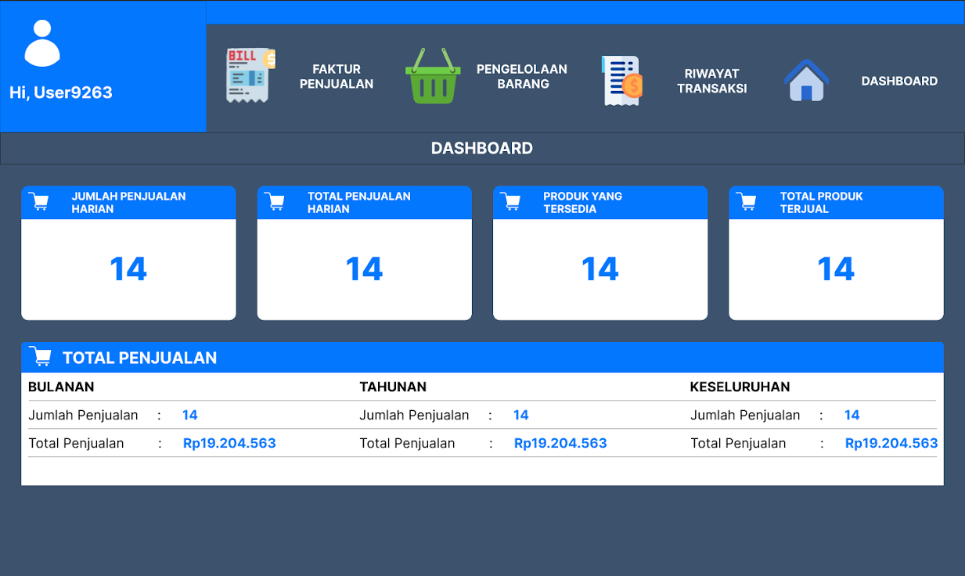 BILL
$
Hi, User9263
FAKTUR
PENJUALAN
PENGELOLAAN
BARANG
$
RIWAYAT
TRANSAKSI
DASHBOARD
DASHBOARD
JUMLAH PENJUALAN
HARIAN
14
TOTAL PENJUALAN
HARIAN
14
PRODUK YANG
TERSEDIA
14
TOTAL PRODUK
TERJUAL
14
TOTAL PENJUALAN
BULANAN TAHUNAN KESELURUHAN
Jumlah Penjualan : 14 Jumlah Penjualan : 14 Jumlah Penjualan : 14
Total Penjualan : Rp19.204.563 Total Penjualan : Rp19.204.563 Total Penjualan : Rp19.204.563